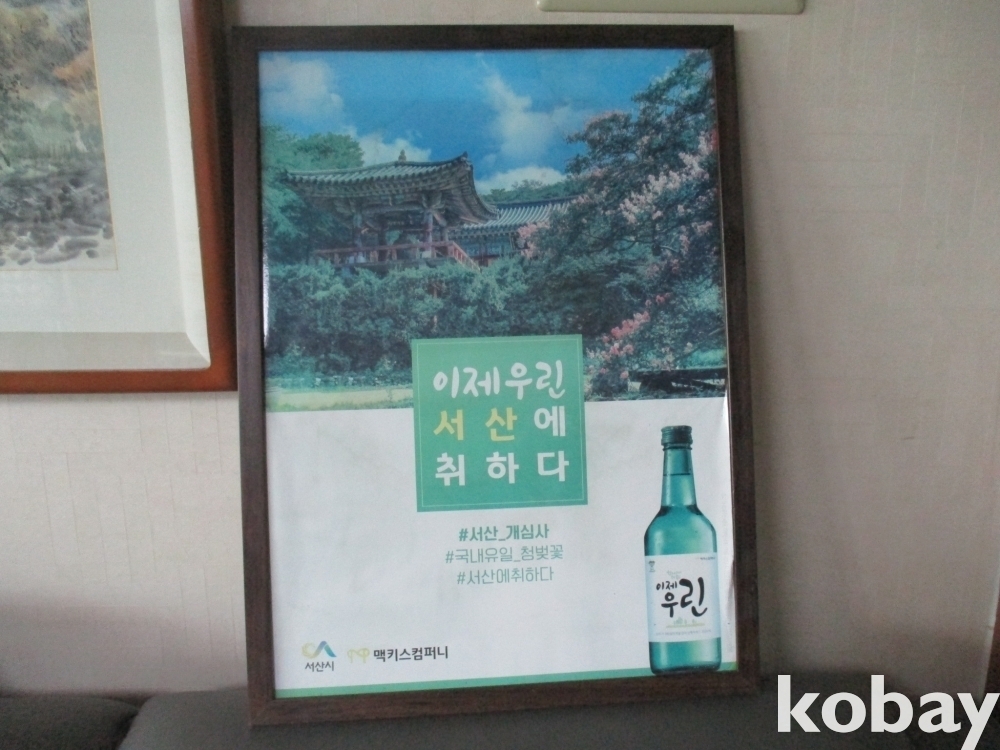 이제우린
서산에
취하다
#서산_개심사
#국내유일_청벚꽃
#서산에취하다
이제
우린
서산시
맥키스컴퍼니
kobay